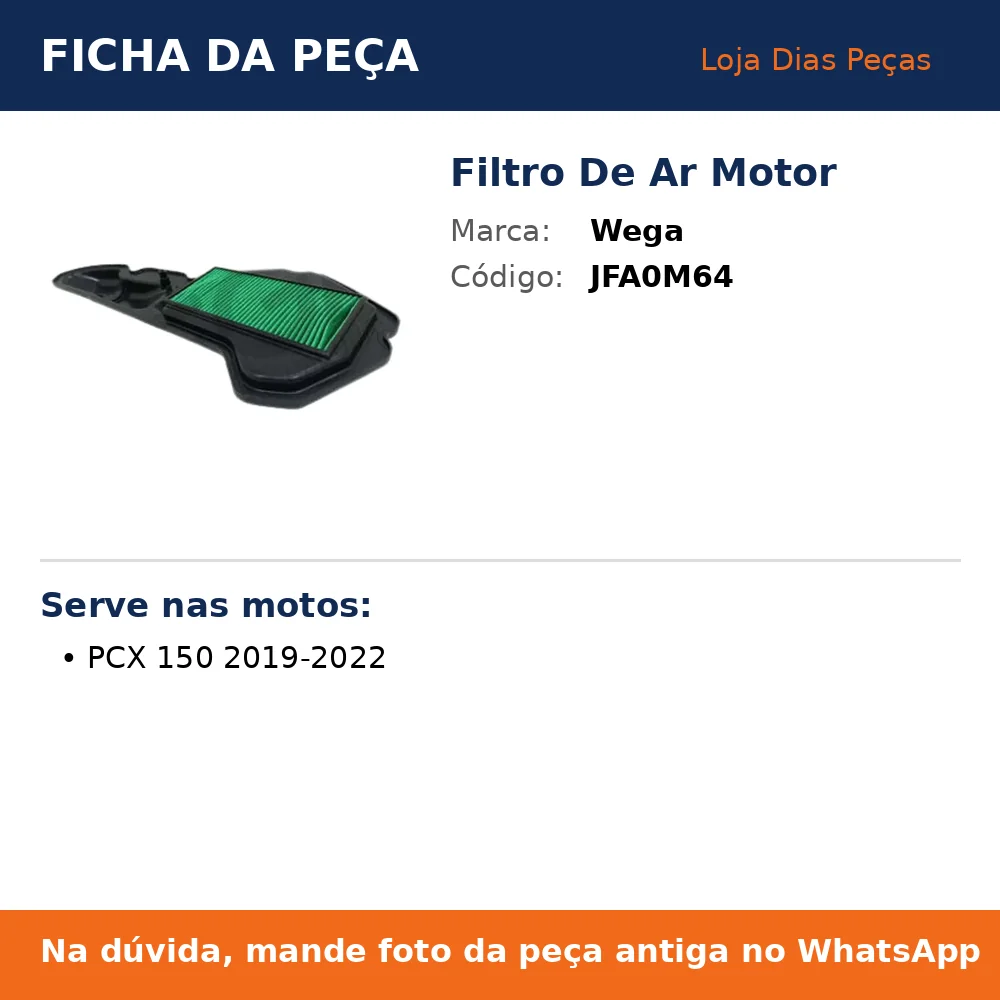 FICHA DA PEÇA
Loja Dias Peças
Filtro De Ar Motor
Marca: Wega
Código: JFA0M64
Serve nas motos:
• PCX 150 2019-2022
Na dúvida, mande foto da peça antiga no WhatsApp